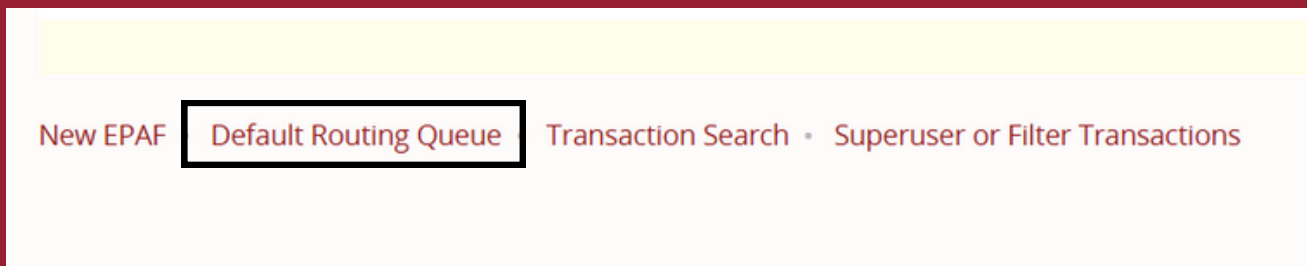 New EPAF Default Routing Queue • Transaction Search • Superuser or Filter Transactions